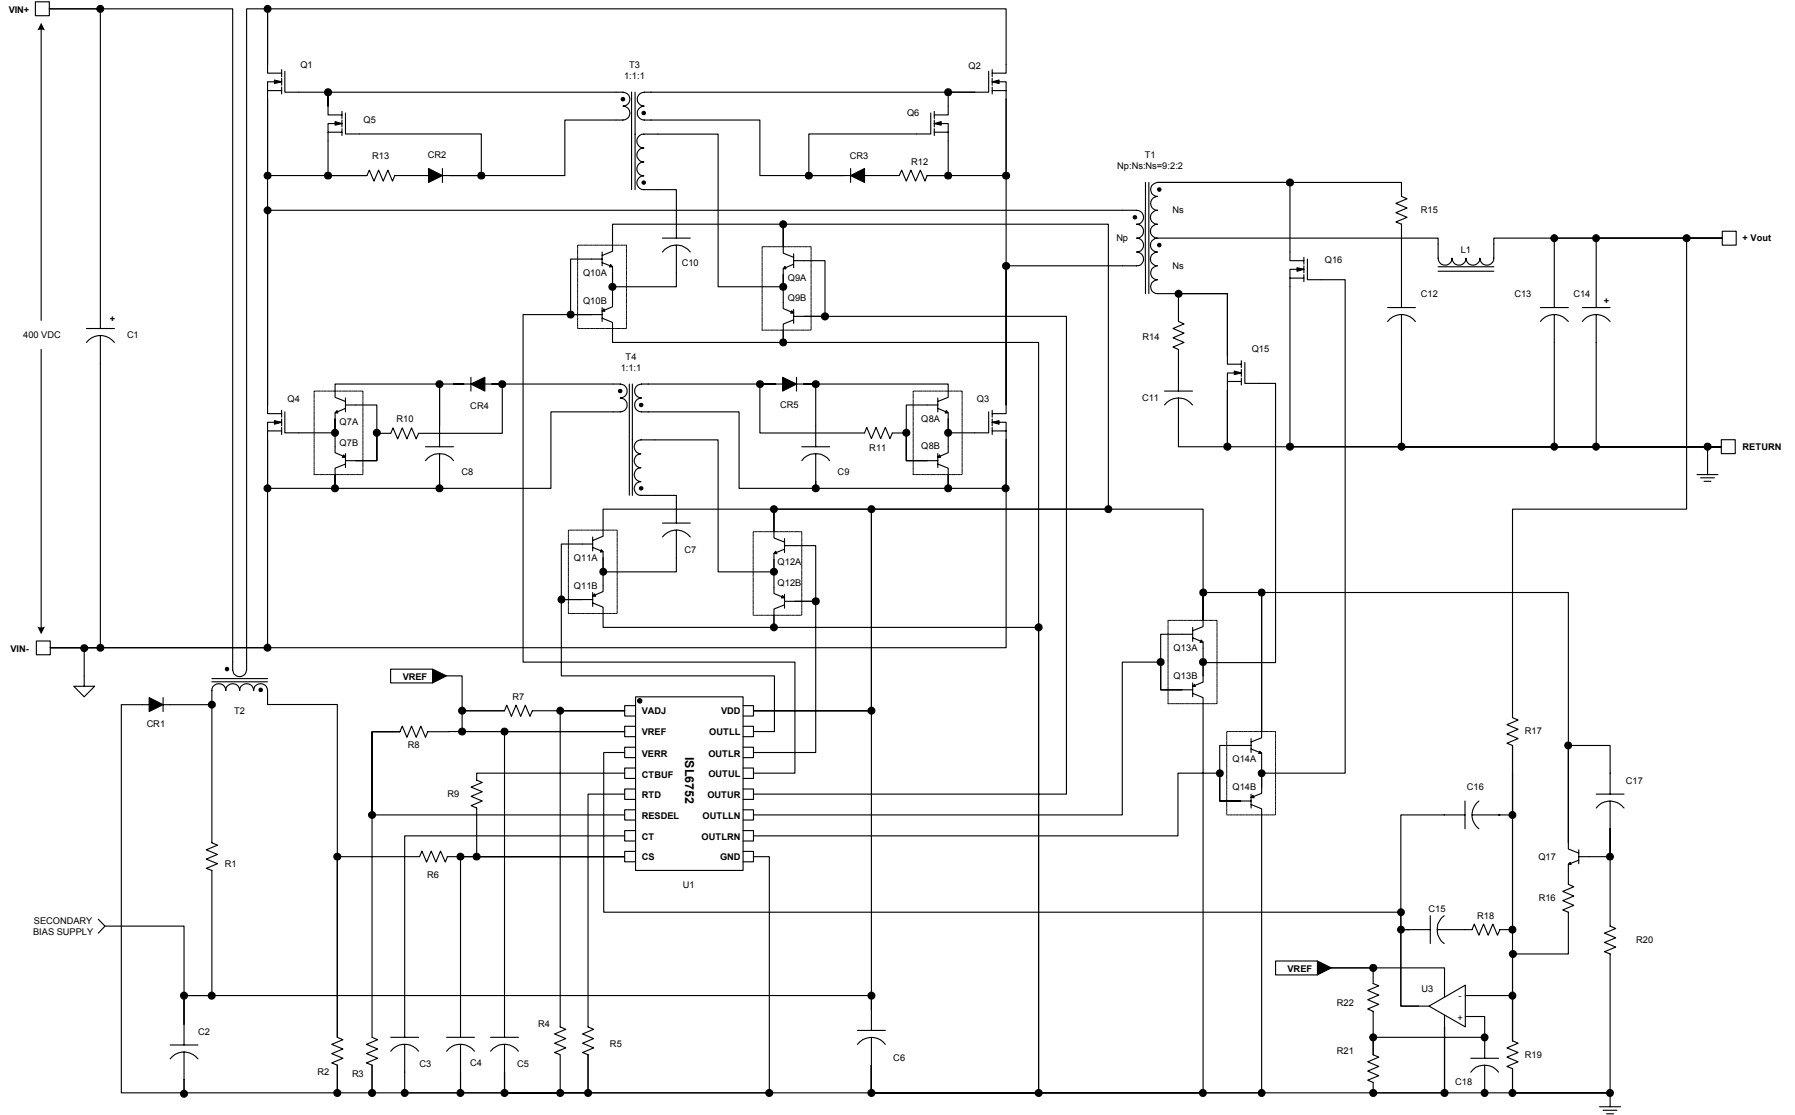 VIN+
Q1
T3
1:1:1
Q2
Q5
Q6
R13
CR2
CR3
R12
T1
Np:Ns:Ns=9:2:2
Ns
Np
Ns
R15
L1
+ Vout
Q16
C10
Q10A
Q10B
Q9A
Q9B
C12
C13
C14
+
400 VDC
+
C1
R14
Q15
C11
T4
1:1:1
Q4
Q7A
Q7B
R10
CR4
C8
CR5
C9
R11
Q8A
Q8B
Q3
RETURN
C7
Q11A
Q11B
Q12A
Q12B
VIN-
Q13A
Q13B
VREF
T2
CR1
R7
R8
R9
R6
VADJ
VREF
VERR
CTBUF
RTD
RESDEL
CT
CS
ISL6752
VDD
OUTLL
OUTLR
OUTUL
OUTUR
OUTLLN
OUTLRN
GND
U1
Q14A
Q14B
R17
C16
C17
Q17
R16
R1
SECONDARY
BIAS SUPPLY
C15
R18
R20
VREF
R22
U3
-
+
R21
C18
R19
C2
R2
R3
C3
C4
C5
R4
R5
C6